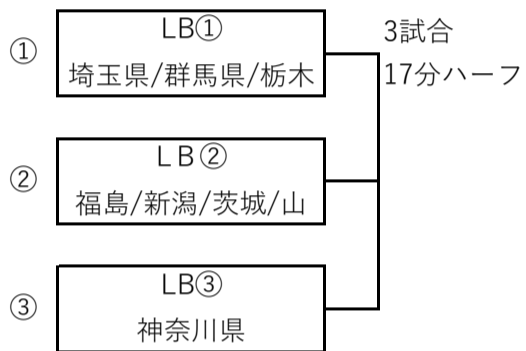 ①
LB①
埼玉県/群馬県/栃木
3試合
17分ハーフ
②
LB②
福島/新潟/茨城/山
③
LB③
神奈川県